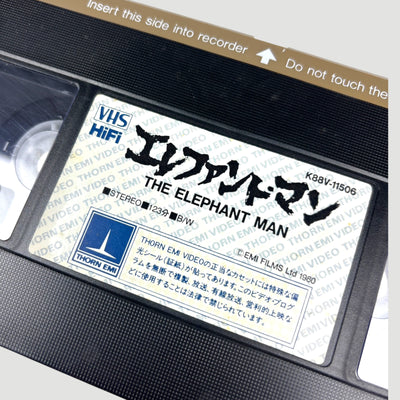 Insert this side into recorder
Do not touch the
VHS
HiFi
エレファント・マン
K88V-11506
THE ELEPHANT MAN
■STEREO■123分■B/W
Ⓒ EMI FILMS Ltd 1980
THORN EMI
THORN EMI VIDEOの正当なカセットには特殊な偏
光シール(証紙)が貼ってあります。このビデオ・プログ
ラムを無断で複製、放送、有線放送、営利的上映な
どに使用することは法律で禁じられています。
THORN EMI VIDEO